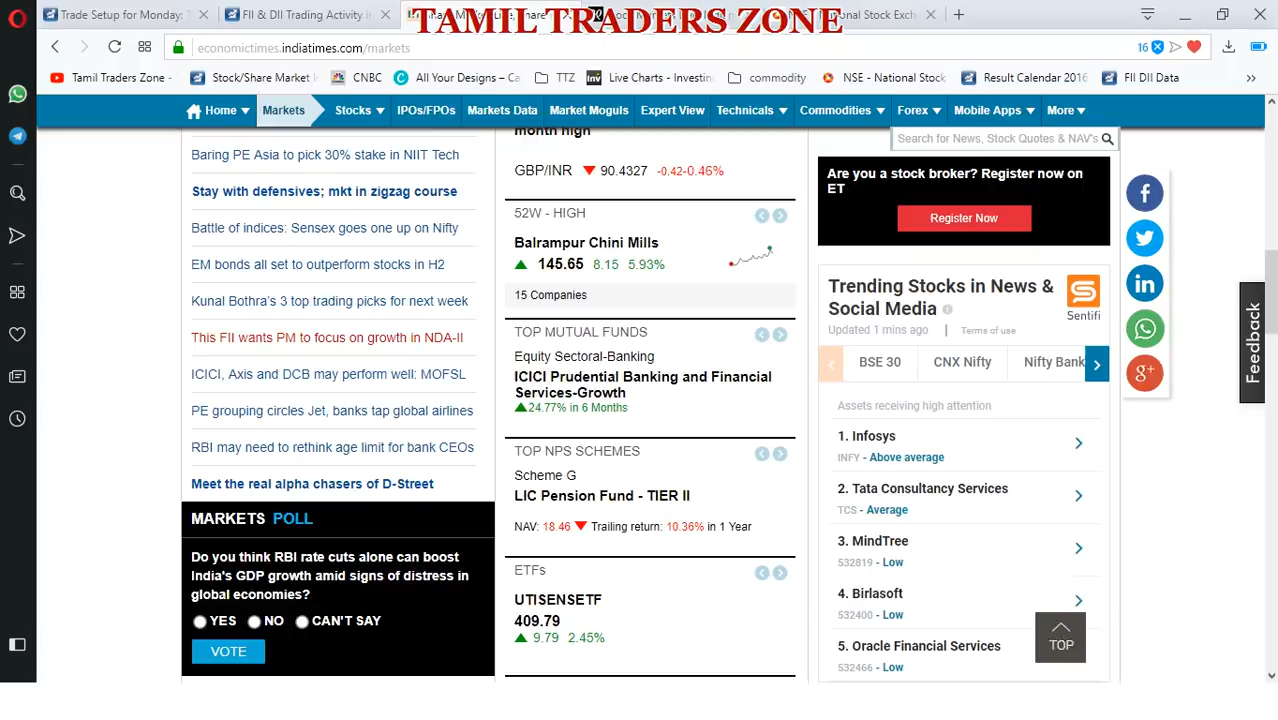 Trade Setup for Monday:
FII & DII Trading Activity in
TAMIL TRADERS ZONE
economictimes.indiatimes.com/markets
16
Tamil Traders Zone -
Stock/Share Market
CNBC
All Your Designs – Ca
TTZ
Live Charts - Investin
commodity
NSE - National Stock
Result Calendar 2016
FII DII Data
Home
Markets
Stocks
IPOs/FPOs
Markets Data
Market Moguls
Expert View
Technicals
Commodities
Forex
Mobile Apps
More
Search for News, Stock Quotes & NAV's
Baring PE Asia to pick 30% stake in NIIT Tech
Stay with defensives; mkt in zigzag course
Battle of indices: Sensex goes one up on Nifty
EM bonds all set to outperform stocks in H2
Kunal Bothra's 3 top trading picks for next week
This FII wants PM to focus on growth in NDA-II
ICICI, Axis and DCB may perform well: MOFSL
PE grouping circles Jet, banks tap global airlines
RBI may need to rethink age limit for bank CEOs
Meet the real alpha chasers of D-Street
MARKETS POLL
Do you think RBI rate cuts alone can boost
India's GDP growth amid signs of distress in
global economies?
YES NO CAN'T SAY
VOTE
month high
GBP/INR 90.4327 -0.42-0.46%
52W - HIGH
Balrampur Chini Mills
145.65 8.15 5.93%
15 Companies
TOP MUTUAL FUNDS
Equity Sectoral-Banking
ICICI Prudential Banking and Financial
Services-Growth
24.77% in 6 Months
TOP NPS SCHEMES
Scheme G
LIC Pension Fund - TIER II
NAV: 18.46 Trailing return: 10.36% in 1 Year
ETFs
UTISENSETF
409.79
9.79 2.45%
Are you a stock broker? Register now on
ET
Register Now
Trending Stocks in News &
Social Media
Sentifi
Updated 1 mins ago | Terms of use
BSE 30
CNX Nifty
Nifty Bank
Assets receiving high attention
1. Infosys
INFY - Above average
2. Tata Consultancy Services
TCS - Average
3. MindTree
532819 - Low
4. Birlasoft
532400 - Low
5. Oracle Financial Services
532466 - Low
TOP
Feedback